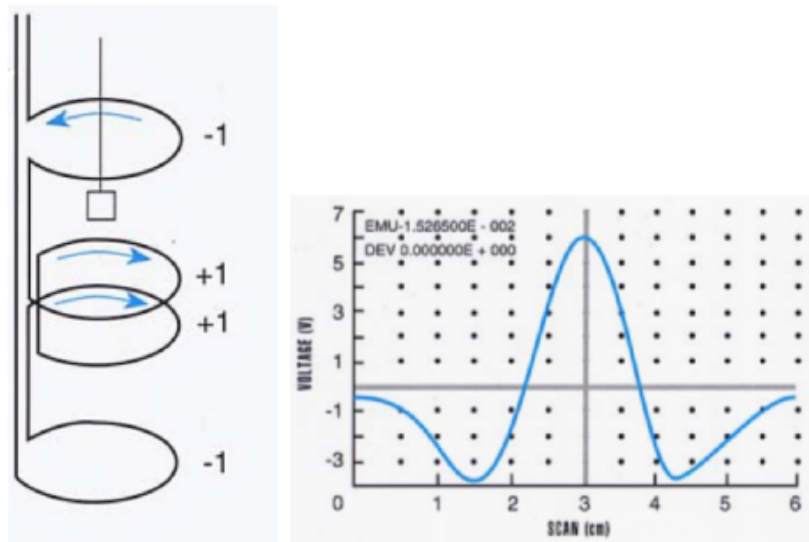 -1
+1
+1
-1
EMU-1.526500E - 002
DEV 0.000000E + 000
7
5
3
1
-1
-3
VOLTAGE (V)
0 1 2 3 4 5 6
SCAN (cm)